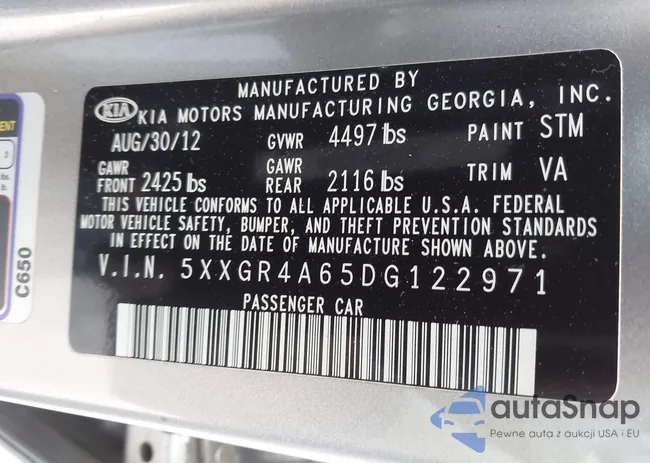 MANUFACTURED BY
KIA KIA MOTORS MANUFACTURING GEORGIA, INC.
AUG/30/12 GVWR 4497 lbs PAINT STM
GAWR FRONT 2425 lbs GAWR REAR 2116 lbs TRIM VA
THIS VEHICLE CONFORMS TO ALL APPLICABLE U.S.A. FEDERAL
MOTOR VEHICLE SAFETY, BUMPER, AND THEFT PREVENTION STANDARDS
IN EFFECT ON THE DATE OF MANUFACTURE SHOWN ABOVE.
V.I.N. 5XXGR4A65DG122971
PASSENGER CAR
C650
autaSnap
Pewne auta z aukcji USA i EU